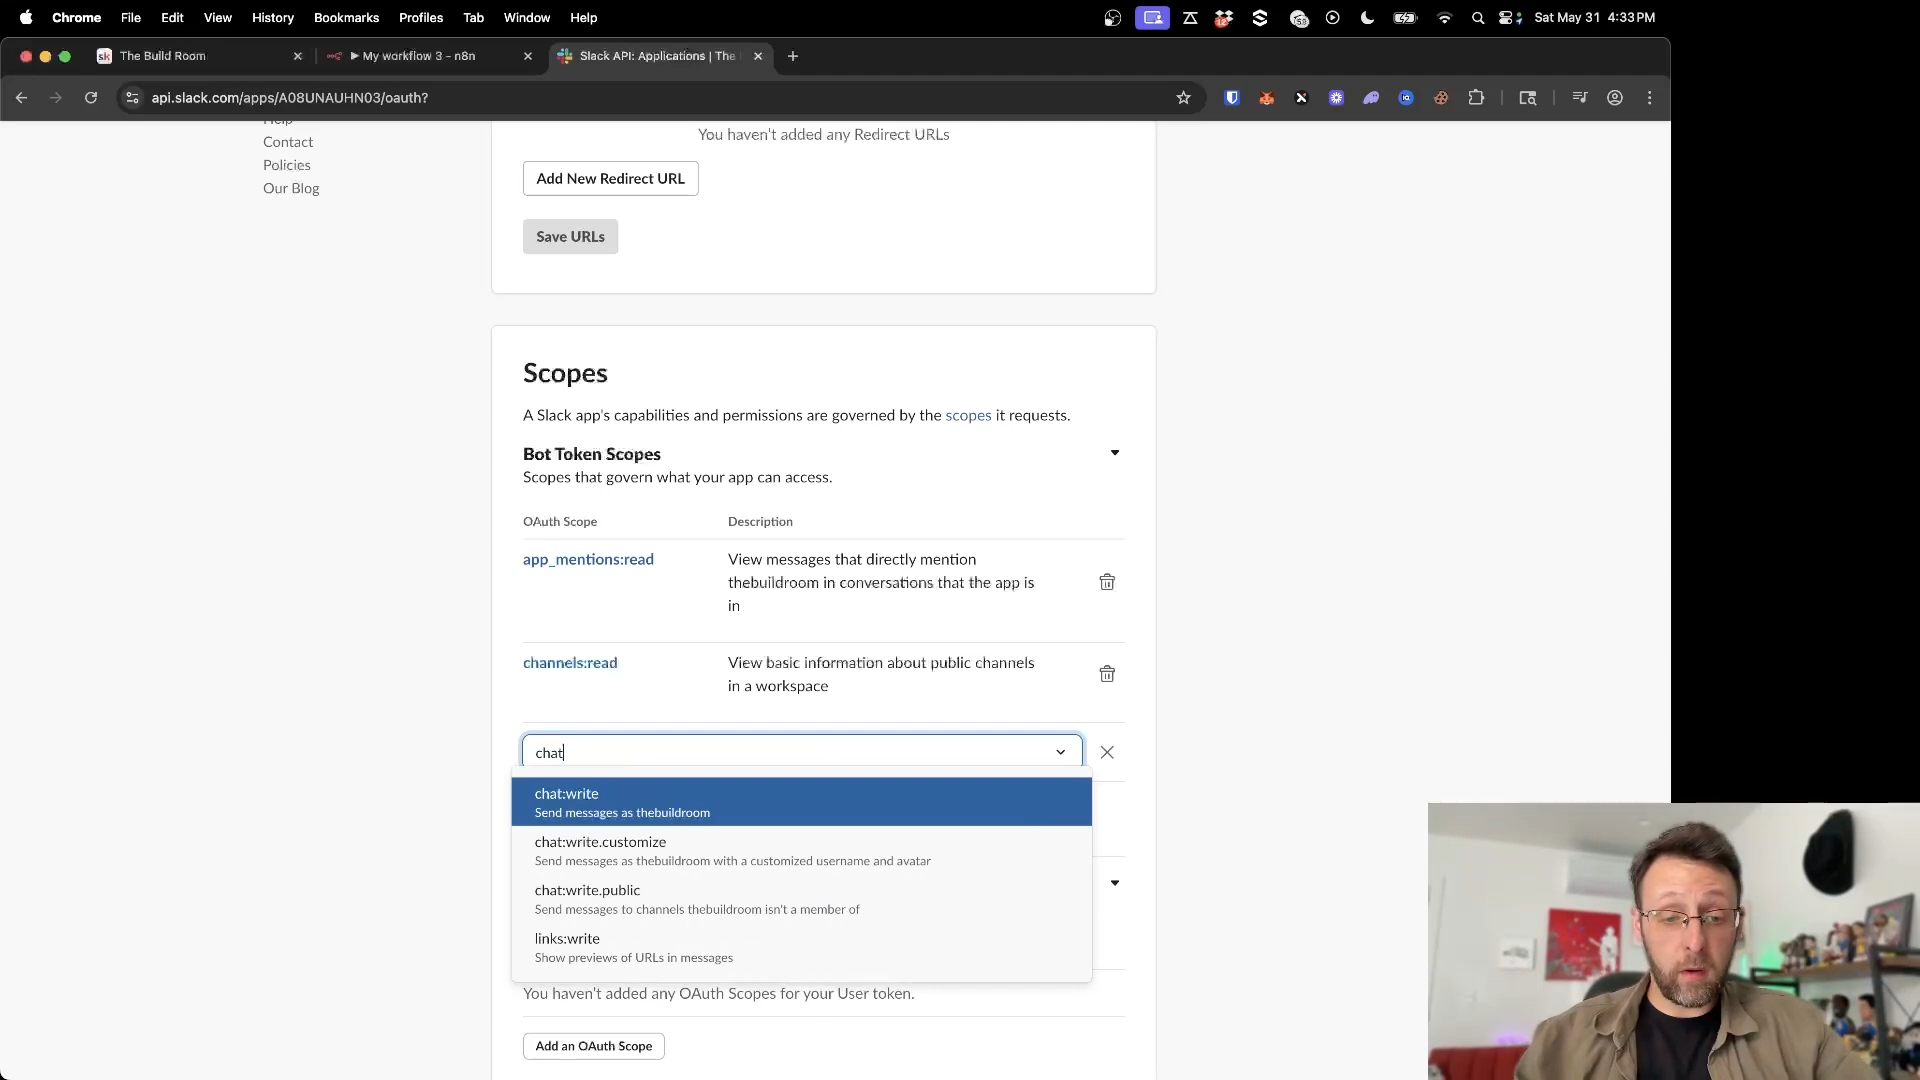 Chrome File Edit View History Bookmarks Profiles Tab Window Help
Sat May 31 4:33 PM
The Build Room
My workflow 3 - n8n
Slack API: Applications | The
api.slack.com/apps/A08UNAUHN03/oauth?
Help
Contact
Policies
Our Blog
You haven't added any Redirect URLs
Add New Redirect URL
Save URLs
Scopes
A Slack app's capabilities and permissions are governed by the scopes it requests.
Bot Token Scopes
Scopes that govern what your app can access.
OAuth Scope Description
app_mentions:read View messages that directly mention
thebuildroom in conversations that the app is
in
channels:read View basic information about public channels
in a workspace
chat
chat:write
Send messages as thebuildroom
chat:write.customize
Send messages as thebuildroom with a customized username and avatar
chat:write.public
Send messages to channels thebuildroom isn't a member of
links:write
Show previews of URLs in messages
You haven't added any OAuth Scopes for your User token.
Add an OAuth Scope